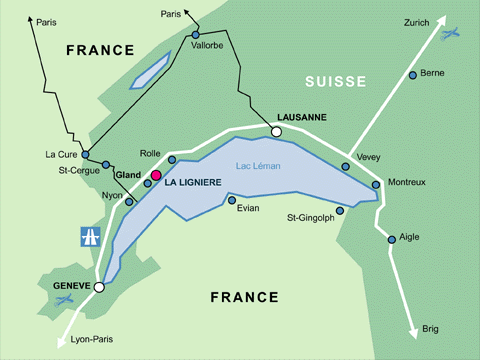 Paris
Paris
Zurich
FRANCE
Vallorbe
Berne
SUISSE
LAUSANNE
La Cure
Rolle
Vevey
St-Cergue
Lac Léman
Gland
LA LIGNIERE
Montreux
Nyon
Evian
St-Gingolph
Aigle
GENEVE
FRANCE
Lyon-Paris
Brig